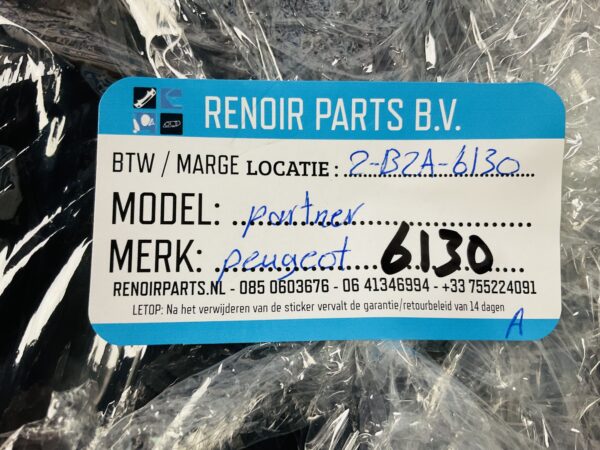 RENOIR PARTS B.V.
BTW / MARGE LOCATIE: 2-B2A-6130
MODEL: partner
MERK: peugeot 6130
RENOIRPARTS.NL - 085 0603676 - 06 41346994 - +33 755224091
LETOP: Na het verwijderen van de sticker vervalt de garantie/retourbeleid van 14 dagen
A